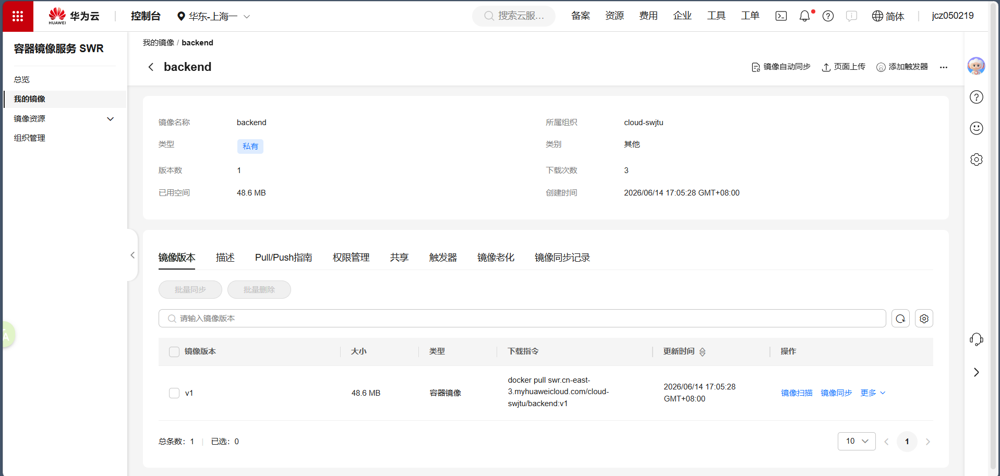 HUAWEI
华为云
控制台
华东-上海一
搜索云服...
备案
资源
费用
企业
工具
工单
简体
jcz050219
容器镜像服务 SWR
总览
我的镜像
镜像资源
组织管理
我的镜像 / backend
backend
镜像自动同步
页面上传
添加触发器
镜像名称 backend
所属组织 cloud-swjtu
类型 私有
类别 其他
版本数 1
下载次数 3
已用空间 48.6 MB
创建时间 2026/06/14 17:05:28 GMT+08:00
镜像版本
描述
Pull/Push指南
权限管理
共享
触发器
镜像老化
镜像同步记录
批量同步
批量删除
请输入镜像版本
镜像版本 大小 类型 下载指令 更新时间 操作
v1
48.6 MB
容器镜像
docker pull swr.cn-east-
3.myhuaweicloud.com/cloud-
swjtu/backend:v1
2026/06/14 17:05:28
GMT+08:00
镜像扫描 镜像同步 更多
总条数：1 已选：0
10
1